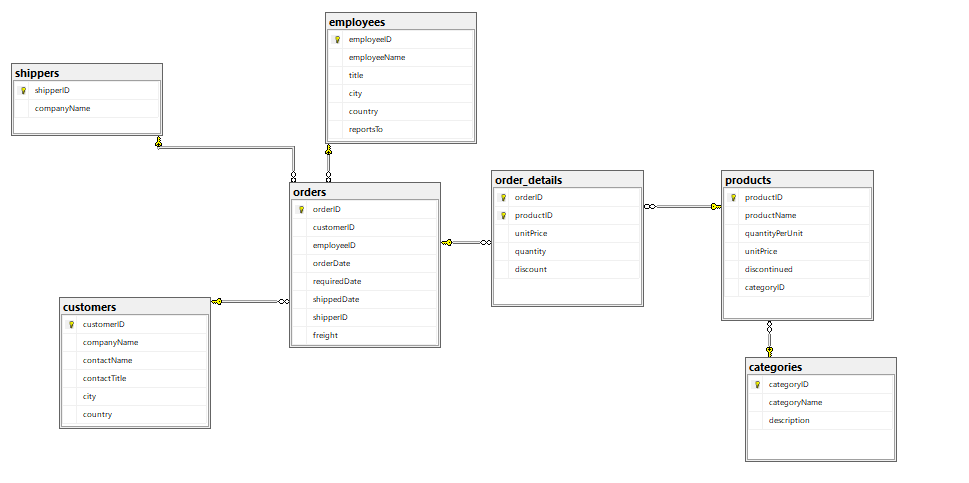 employees
employeeID
employeeName
title
city
country
reportsTo
shippers
shipperID
companyName
orders
orderID
customerID
employeeID
orderDate
requiredDate
shippedDate
shipperID
freight
order_details
orderID
productID
unitPrice
quantity
discount
products
productID
productName
quantityPerUnit
unitPrice
discontinued
categoryID
customers
customerID
companyName
contactName
contactTitle
city
country
categories
categoryID
categoryName
description